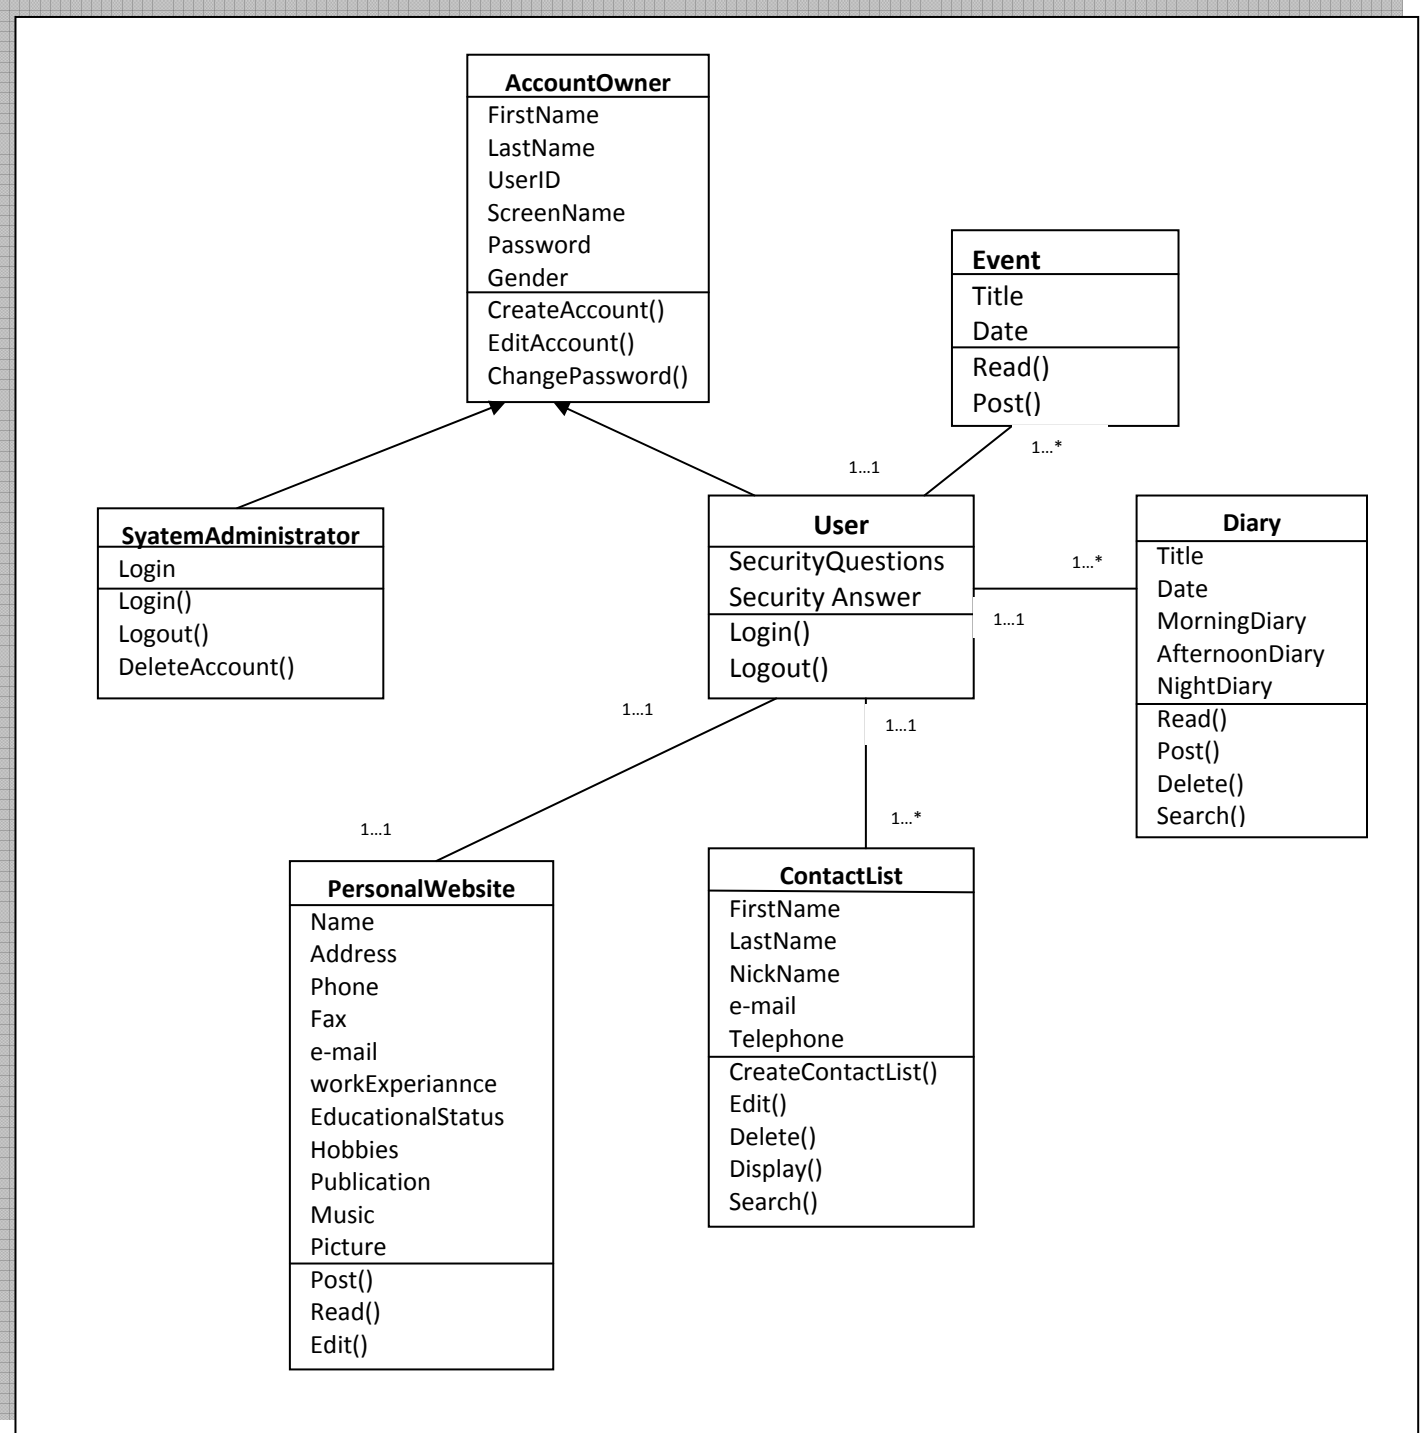 AccountOwner
FirstName
LastName
UserID
ScreenName
Password
Gender
CreateAccount()
EditAccount()
ChangePassword()
Event
Title
Date
Read()
Post()
1...*
1...1
SyatemAdministrator
Login
Login()
Logout()
DeleteAccount()
User
SecurityQuestions
Security Answer
Login()
Logout()
1...*
1...1
Diary
Title
Date
MorningDiary
AfternoonDiary
NightDiary
Read()
Post()
Delete()
Search()
1...1
1...1
1...1
1...*
PersonalWebsite
Name
Address
Phone
Fax
e-mail
workExperiannce
EducationalStatus
Hobbies
Publication
Music
Picture
Post()
Read()
Edit()
ContactList
FirstName
LastName
NickName
e-mail
Telephone
CreateContactList()
Edit()
Delete()
Display()
Search()